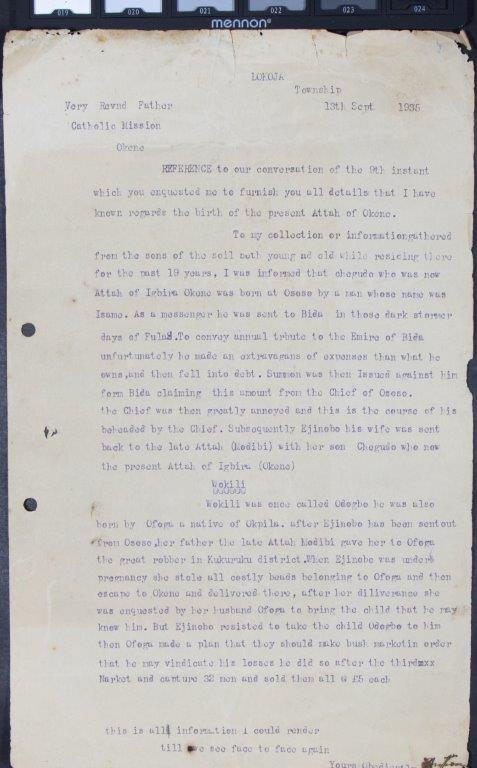 019 020 021 022 023 024
mennon®
LOKOJA
Township
Very Revnd Father 13th Sept 1935
Catholic Mission
Okene
REFERENCE to our conversation of the 9th instant
which you enquested me to furnish you all details that I have
known regards the birth of the present Attah of Okene.
To my collection or informationgathered
from the sons of the soil both young ad old while residing there
for the past 19 years, I was informed that chegudo who was now
Attah of Igbira Okene was born at Ososo by a man whose name was
Isamo. As a messenger he was sent to Bida in those dark stormer
days of Fulas.To convey annual trbute to the Emire of Bida
unfortunately he made an extravagans of expenses than what he
owns,and then fell into debt. Summon was then Issued against him
form Bida claiming this amount from the Chief of Ososo.
the Chief was then greatly annoyed and this is the course of his
beheaded by the Chief. Subsequently Ejinobo his wife was sent
back to the late Attah (Modibi) with her son Chogudo who now
the present Attah of Igbira (Okene)
Wokili
Wokili was once called Odogbo he was also
born by Ofoga a native of Okpila. after Ejinobo has been sentout
from Ososo,her father the late Attah Modibi gave her to Ofoga
the great robber in Kukuruku district.When Ejinobo was under
pregnancy she stole all costly beads belonging to Ofoga and then
escape to Okene and delivered there, after her diliverance she
was enquested by her husband Ofoga to bring the child that he may
knew him. But Ejinobo resisted to take the child Odogbo to him
then Ofoga made a plan that they should make bush marketin order
that he may vindicate his losses he did so after the thirdxxx
Narket and capture 32 men and sold them all @ £5 each
this is all information I could render
till we see face to face again
Yours Obediently